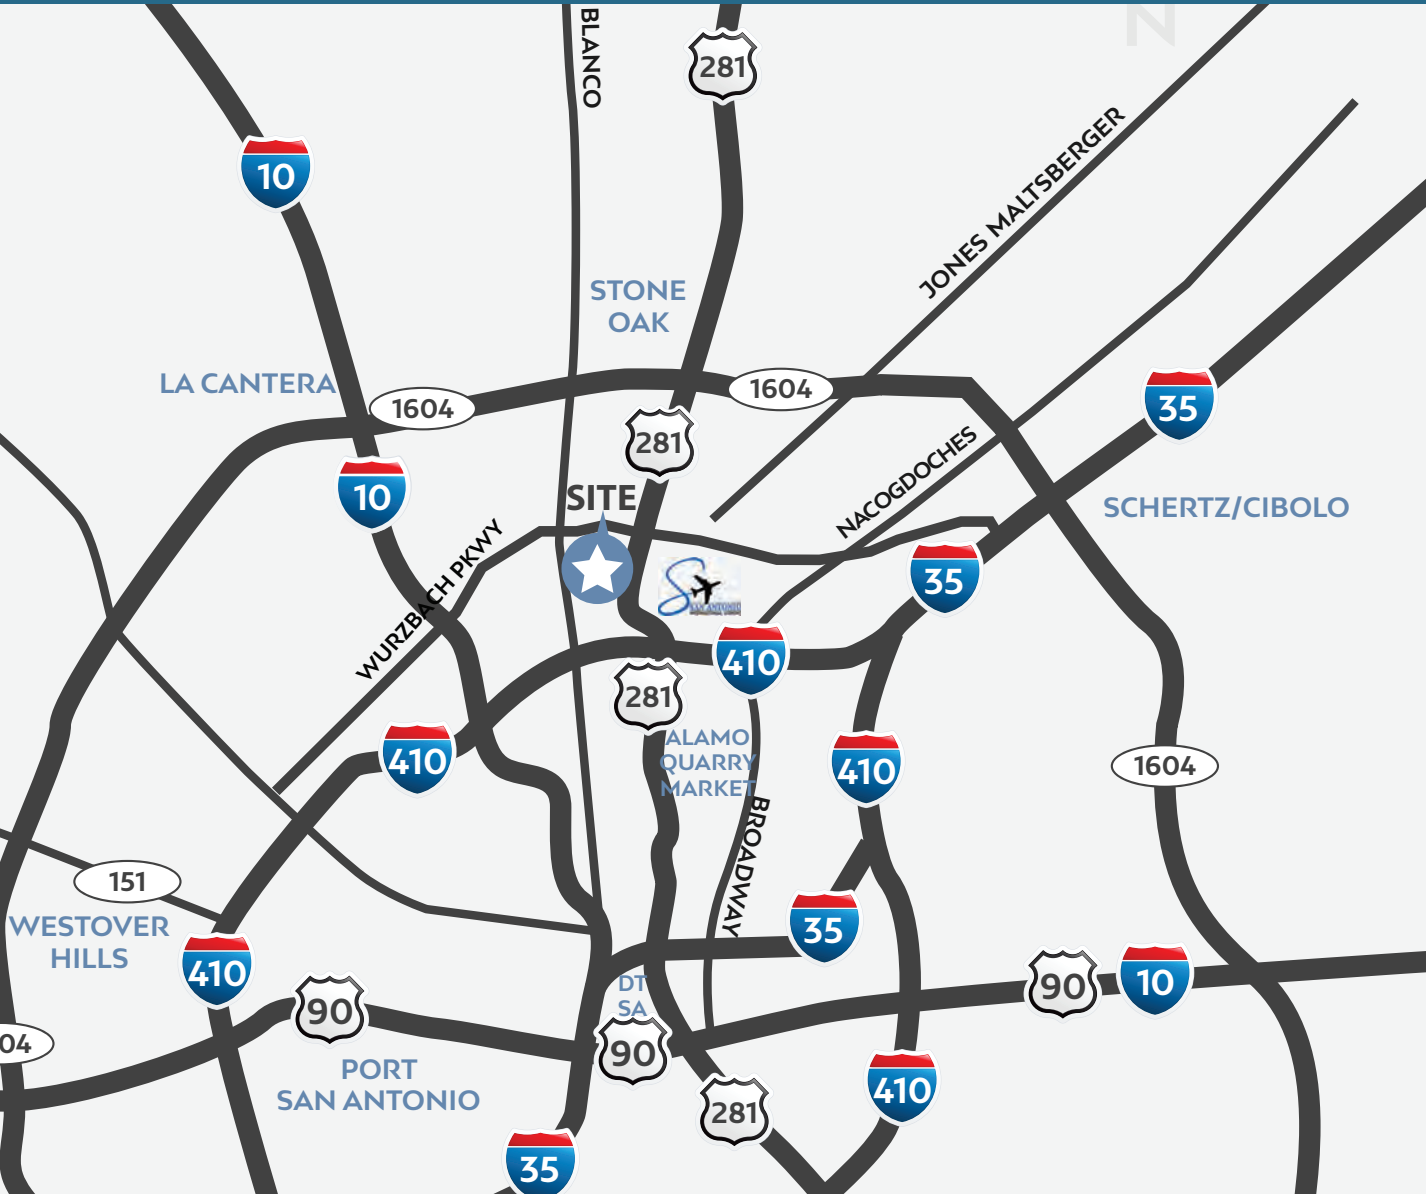 BLANCO
281
N
JONES MALTSBERGER
10
STONE
OAK
LA CANTERA
1604
1604
35
281
NACOGDOCHES
10
SITE
SCHERTZ/CIBOLO
WURZBACH PKWY
35
SAN ANTONIO
410
281
410
ALAMO
QUARRY
MARKET
410
1604
BROADWAY
151
WESTOVER
HILLS
35
410
90
DT
SA
90
10
04
90
PORT
SAN ANTONIO
410
281
35